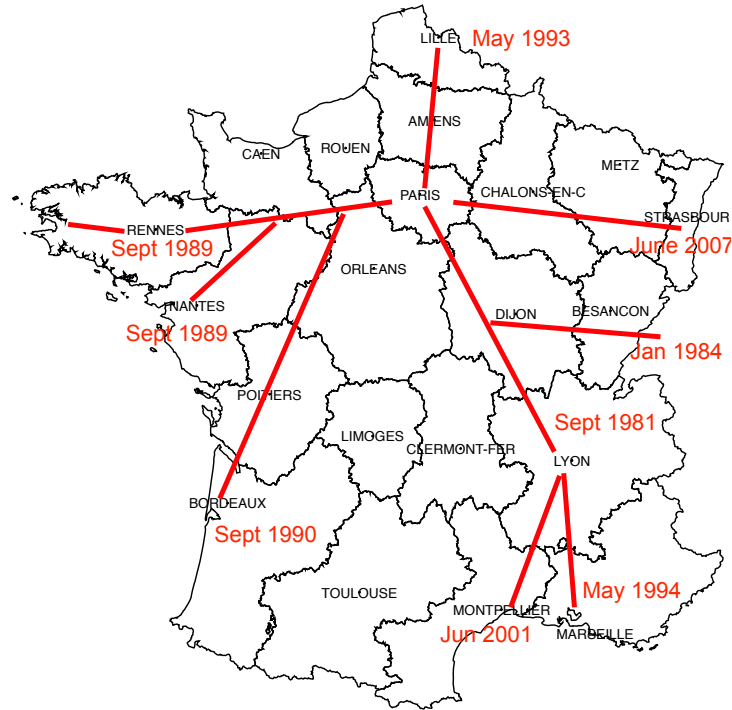 LILLE
May 1993
AMIENS
ROUEN
CAEN
METZ
PARIS
CHALONS-EN-C
STRASBOUR
RENNES
Sept 1989
June 2007
ORLEANS
NANTES
DIJON
BESANCON
Sept 1989
Jan 1984
POITIERS
Sept 1981
LIMOGES
CLERMONT-FER
LYON
BORDEAUX
Sept 1990
TOULOUSE
May 1994
MONTPELLIER
Jun 2001
MARSEILLE